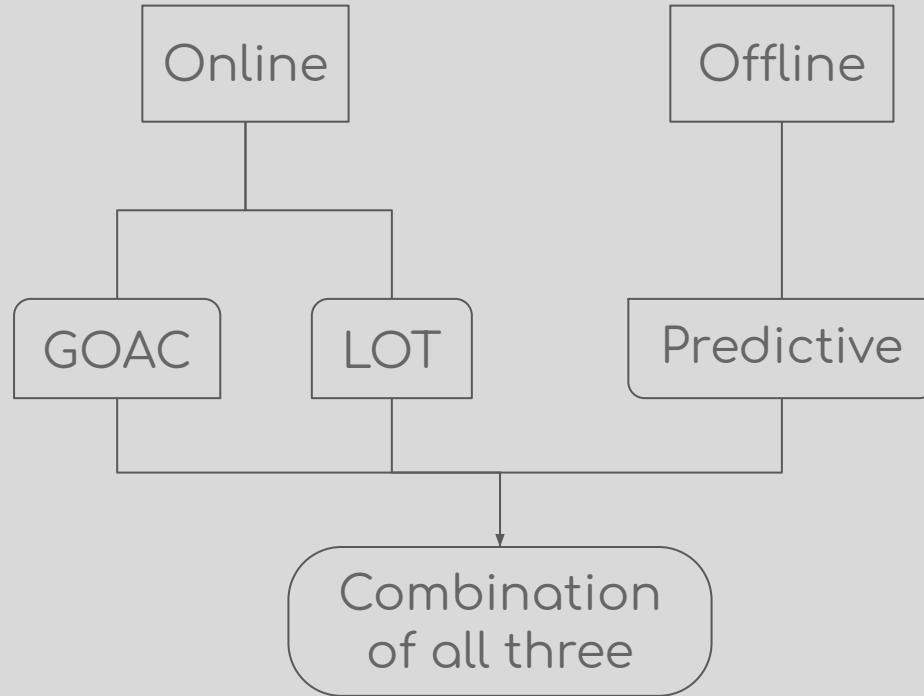 Online
Offline
GOAC
LOT
Predictive
Combination
of all three